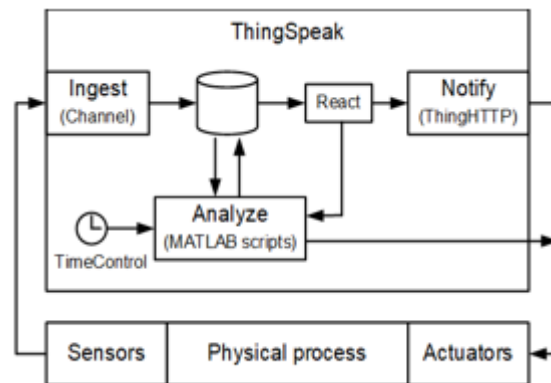 ThingSpeak
Ingest
(Channel)
React
Notify
(ThingHTTP)
Analyze
(MATLAB scripts)
TimeControl
Sensors
Physical process
Actuators